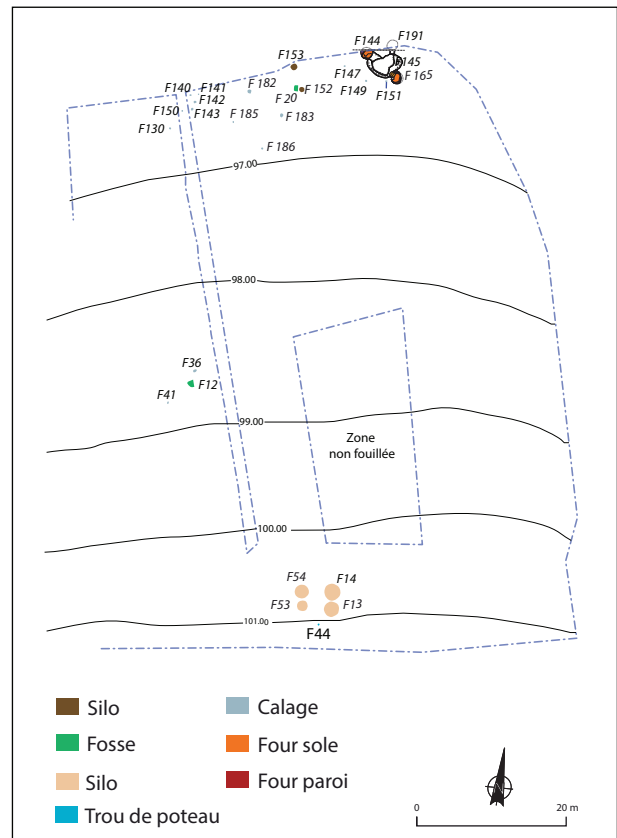 F144
F191
F153
F145
F147
F165
F140
F141
F182
F149
F151
F142
F20
F 152
F150
F143
F 185
F 183
F130
F 186
97.00
98.00
F36
F12
F41
99.00
Zone
non fouillée
100.00
F54
F14
F53
F13
101.00
F44
Silo
Calage
Fosse
Four sole
Silo
Four paroi
Trou de poteau
0
20 m